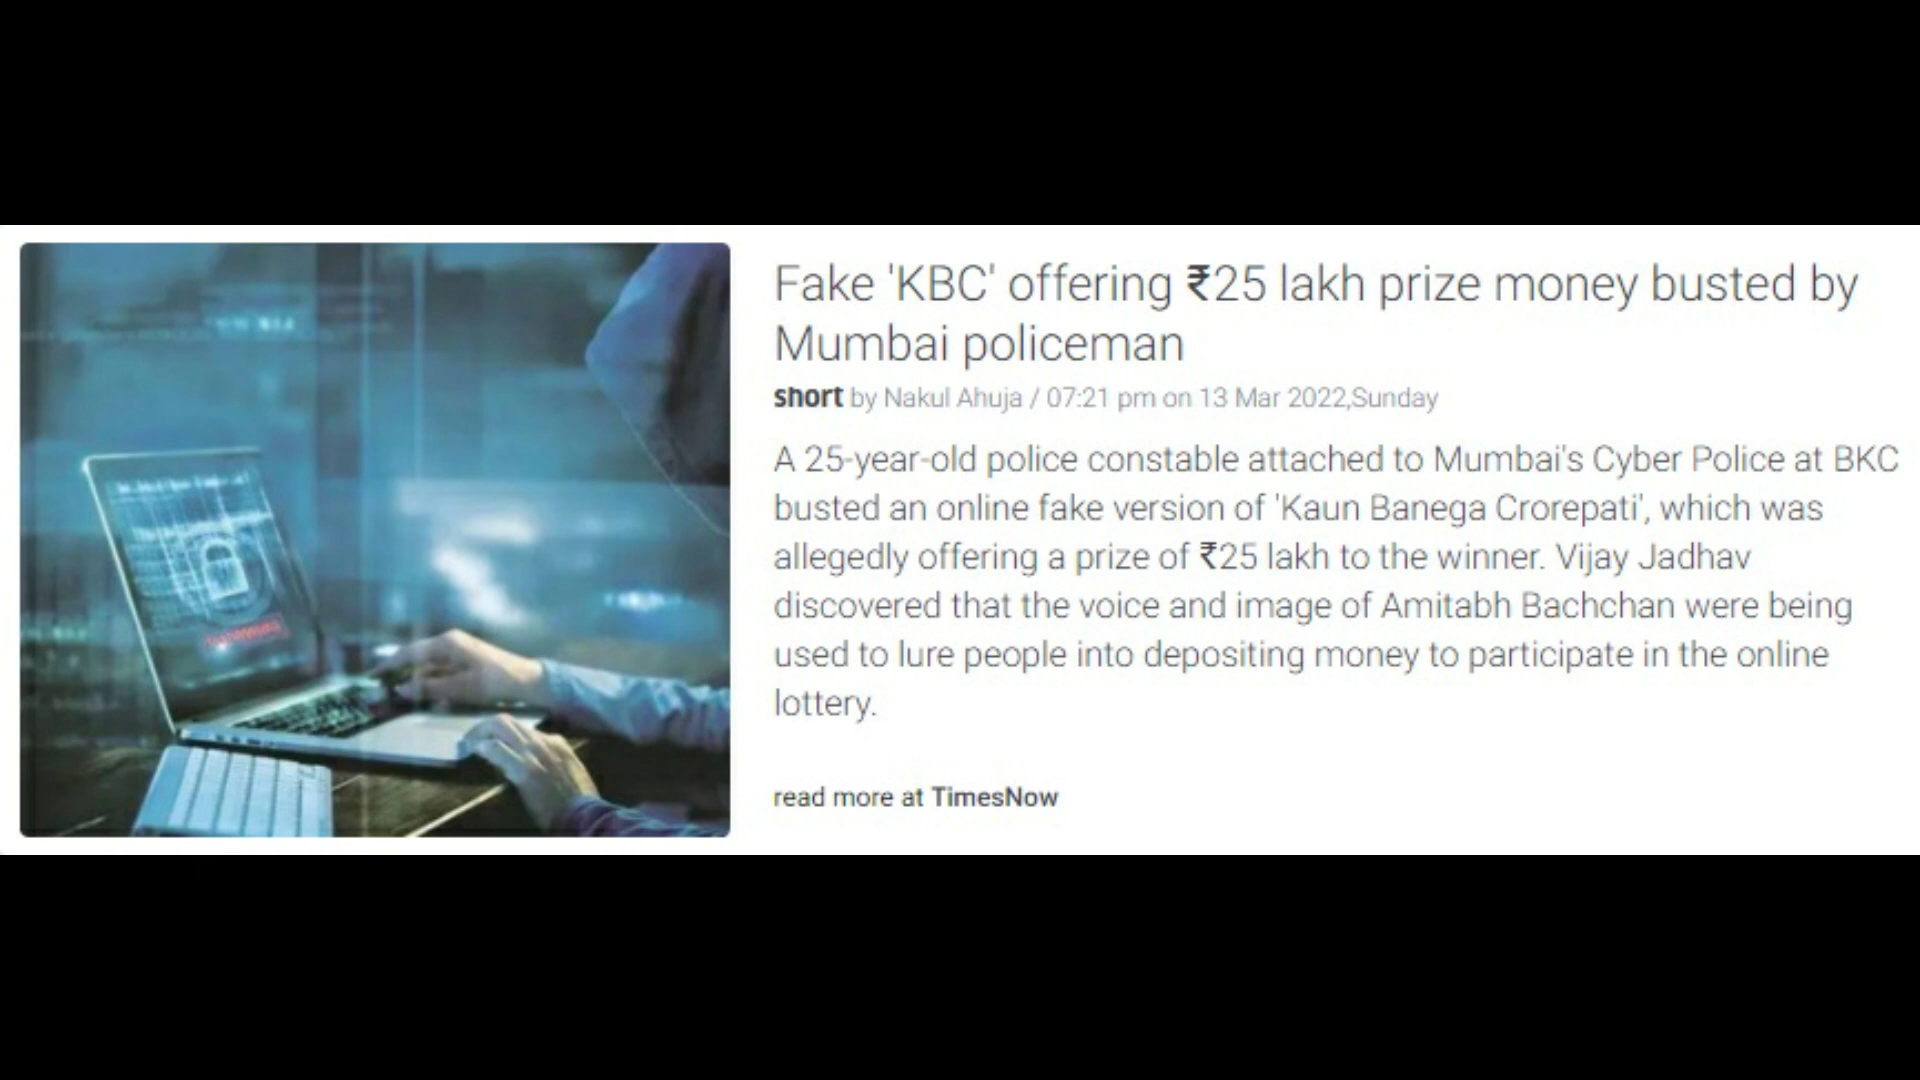 Fake 'KBC' offering ₹25 lakh prize money busted by
Mumbai policeman
short by Nakul Ahuja / 07:21 pm on 13 Mar 2022,Sunday
A 25-year-old police constable attached to Mumbai's Cyber Police at BKC
busted an online fake version of 'Kaun Banega Crorepati', which was
allegedly offering a prize of ₹25 lakh to the winner. Vijay Jadhav
discovered that the voice and image of Amitabh Bachchan were being
used to lure people into depositing money to participate in the online
lottery.
read more at TimesNow